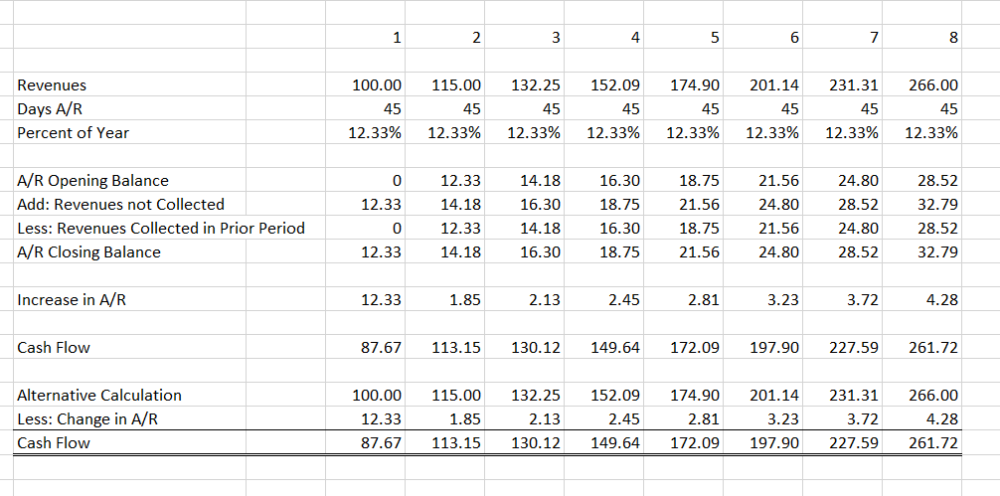 1 2 3 4 5 6 7 8
Revenues 100.00 115.00 132.25 152.09 174.90 201.14 231.31 266.00
Days A/R 45 45 45 45 45 45 45 45
Percent of Year 12.33% 12.33% 12.33% 12.33% 12.33% 12.33% 12.33% 12.33%
A/R Opening Balance 0 12.33 14.18 16.30 18.75 21.56 24.80 28.52
Add: Revenues not Collected 12.33 14.18 16.30 18.75 21.56 24.80 28.52 32.79
Less: Revenues Collected in Prior Period 0 12.33 14.18 16.30 18.75 21.56 24.80 28.52
A/R Closing Balance 12.33 14.18 16.30 18.75 21.56 24.80 28.52 32.79
Increase in A/R 12.33 1.85 2.13 2.45 2.81 3.23 3.72 4.28
Cash Flow 87.67 113.15 130.12 149.64 172.09 197.90 227.59 261.72
Alternative Calculation 100.00 115.00 132.25 152.09 174.90 201.14 231.31 266.00
Less: Change in A/R 12.33 1.85 2.13 2.45 2.81 3.23 3.72 4.28
Cash Flow 87.67 113.15 130.12 149.64 172.09 197.90 227.59 261.72